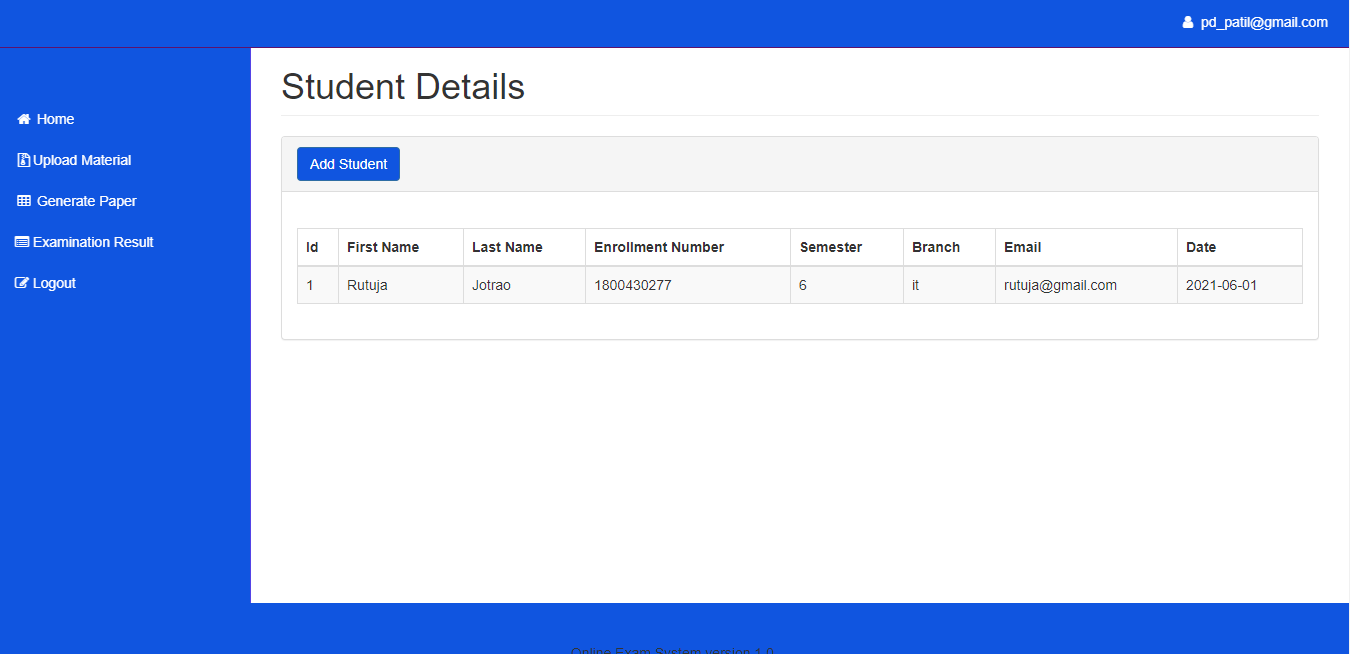 pd_patil@gmail.com
Home
Upload Material
Generate Paper
Examination Result
Logout
Student Details
Add Student
Id First Name Last Name Enrollment Number Semester Branch Email Date
1 Rutuja Jotrao 1800430277 6 it rutuja@gmail.com 2021-06-01
Online Exam System version 1.0